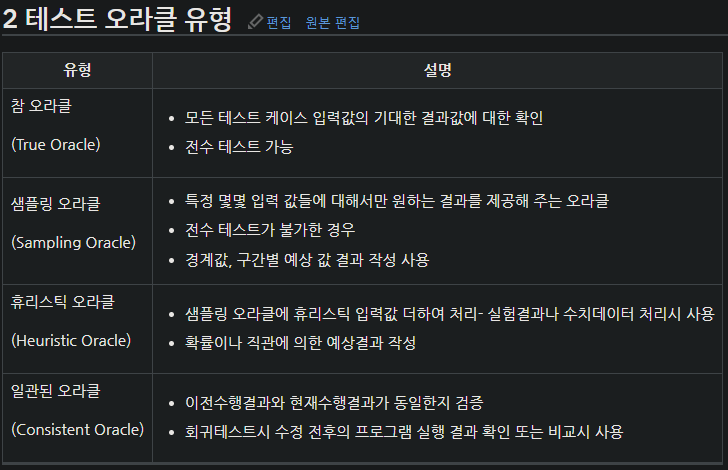 2 테스트 오라클 유형 편집 원본 편집
유형 설명
참 오라클
(True Oracle)
모든 테스트 케이스 입력값의 기대한 결과값에 대한 확인
전수 테스트 가능
샘플링 오라클
(Sampling Oracle)
특정 몇몇 입력 값들에 대해서만 원하는 결과를 제공해 주는 오라클
전수 테스트가 불가한 경우
경계값, 구간별 예상 값 결과 작성 사용
휴리스틱 오라클
(Heuristic Oracle)
샘플링 오라클에 휴리스틱 입력값 더하여 처리- 실험결과나 수치데이터 처리시 사용
확률이나 직관에 의한 예상결과 작성
일관된 오라클
(Consistent Oracle)
이전수행결과와 현재수행결과가 동일한지 검증
회귀테스트시 수정 전후의 프로그램 실행 결과 확인 또는 비교시 사용